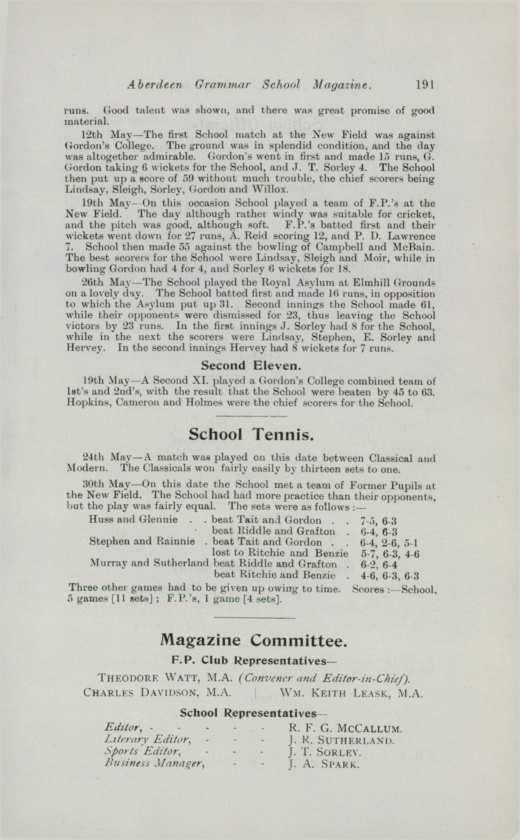 Aberdeen Grammar School Magazine. 191
runs. Good talent was shown, and there was great promise of good
material.
12th May—The first School match at the New Field was against
Gordon's College. The ground was in splendid condition, and the day
was altogether admirable. Gordon's went in first and made 15 runs, G.
Gordon taking 6 wickets for the School, and J. T. Sorley 4. The School
then put up a score of 59 without much trouble, the chief scorers being
Lindsay, Sleigh, Sorley, Gordon and Willox.
19th May—On this occasion School played a team of F.P.'s at the
New Field. The day although rather windy was suitable for cricket,
and the pitch was good, although soft. F.P.'s batted first and their
wickets went down for 27 runs, A. Reid scoring 12, and P. D. Lawrence
7. School then made 55 against the bowling of Campbell and McBain.
The best scorers for the School were Lindsay, Sleigh and Moir, while in
bowling Gordon had 4 for 4, and Sorley 6 wickets for 18.
26th May—The School played the Royal Asylum at Elmhill Grounds
on a lovely day. The School batted first and made 16 runs, in opposition
to which the Asylum put up 31. Second innings the School made 61,
while their opponents were dismissed for 23, thus leaving the School
victors by 23 runs. In the first innings J. Sorley had 8 for the School,
while in the next the scorers were Lindsay, Stephen, E. Sorley and
Hervey. In the second innings Hervey had 8 wickets for 7 runs.
Second Eleven.
19th May—A Second XI. played a Gordon's College combined team of
1st's and 2nd's, with the result that the School were beaten by 45 to 63.
Hopkins, Cameron and Holmes were the chief scorers for the School.
School Tennis.
24th May—A match was played on this date between Classical and
Modern. The Classicals won fairly easily by thirteen sets to one.
30th May—On this date the School met a team of Former Pupils at
the New Field. The School had had more practice than their opponents,
but the play was fairly equal. The sets were as follows :—
Huss and Glennie . . beat Tait and Gordon . . 7-5, 6-3
beat Riddle and Grafton . 6-4, 6-3
Stephen and Rainnie . beat Tait and Gordon . . 6-4, 2-6, 5-1
lost to Ritchie and Benzie 5-7, 6-3, 4-6
Murray and Sutherland beat Riddle and Grafton . 6-2, 6-4
beat Ritchie and Benzie . 4-6, 6-3, 6-3
Three other games had to be given up owing to time. Scores :—School,
5 games [11 sets] ; F.P.'s, 1 game [4 sets].
Magazine Committee.
F.P. Club Representatives—
THEODORE WATT, M.A. (Convener and Editor-in-Chief).
CHARLES DAVIDSON, M.A. | WM. KEITH LEASK, M.A.
School Representatives—
Editor, - - - - - R. F. G. MCCALLUM.
Literary Editor, - - - J. R. SUTHERLAND.
Sports Editor, - - - J. T. SORLEY.
Business Manager, - - J. A. SPARK.